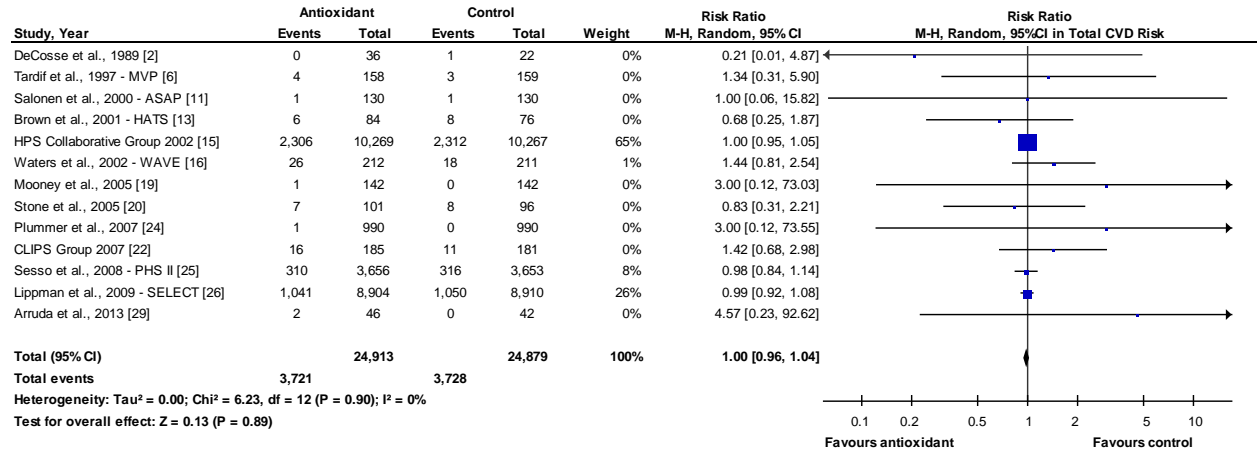 Antioxidant Control Risk Ratio Risk Ratio
Study, Year Events Total Events Total Weight M-H, Random, 95% CI M-H, Random, 95%CI in Total CVD Risk
DeCosse et al., 1989 [2] 0 36 1 22 0% 0.21 [0.01, 4.87]
Tardif et al., 1997 - MVP [6] 4 158 3 159 0% 1.34 [0.31, 5.90]
Salonen et al., 2000 - ASAP [11] 1 130 1 130 0% 1.00 [0.06, 15.82]
Brown et al., 2001 - HATS [13] 6 84 8 76 0% 0.68 [0.25, 1.87]
HPS Collaborative Group 2002 [15] 2,306 10,269 2,312 10,267 65% 1.00 [0.95, 1.05]
Waters et al., 2002 - WAVE [16] 26 212 18 211 1% 1.44 [0.81, 2.54]
Mooney et al., 2005 [19] 1 142 0 142 0% 3.00 [0.12, 73.03]
Stone et al., 2005 [20] 7 101 8 96 0% 0.83 [0.31, 2.21]
Plummer et al., 2007 [24] 1 990 0 990 0% 3.00 [0.12, 73.55]
CLIPS Group 2007 [22] 16 185 11 181 0% 1.42 [0.68, 2.98]
Sesso et al., 2008 - PHS II [25] 310 3,656 316 3,653 8% 0.98 [0.84, 1.14]
Lippman et al., 2009 - SELECT [26] 1,041 8,904 1,050 8,910 26% 0.99 [0.92, 1.08]
Arruda et al., 2013 [29] 2 46 0 42 0% 4.57 [0.23, 92.62]
Total (95% CI) 24,913 24,879 100% 1.00 [0.96, 1.04]
Total events 3,721 3,728
Heterogeneity: Tau² = 0.00; Chi² = 6.23, df = 12 (P = 0.90); I² = 0%
Test for overall effect: Z = 0.13 (P = 0.89)
0.1 0.2 0.5 1 2 5 10
Favours antioxidant Favours control